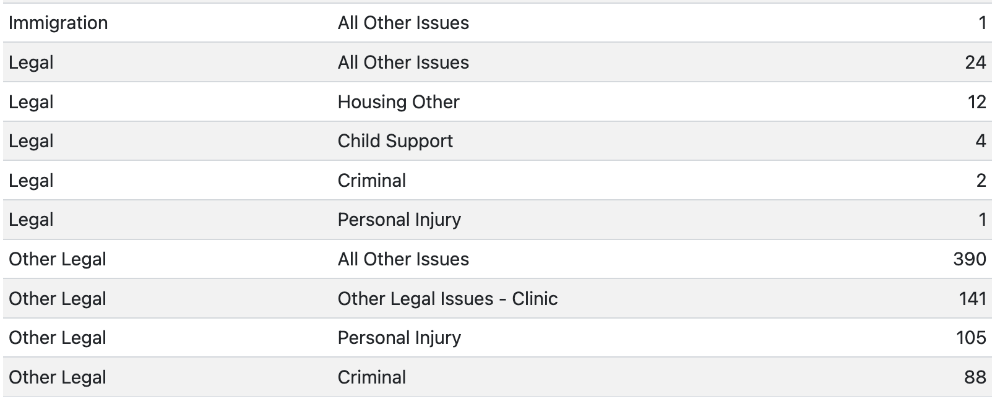 Immigration All Other Issues 1
Legal All Other Issues 24
Legal Housing Other 12
Legal Child Support 4
Legal Criminal 2
Legal Personal Injury 1
Other Legal All Other Issues 390
Other Legal Other Legal Issues - Clinic 141
Other Legal Personal Injury 105
Other Legal Criminal 88